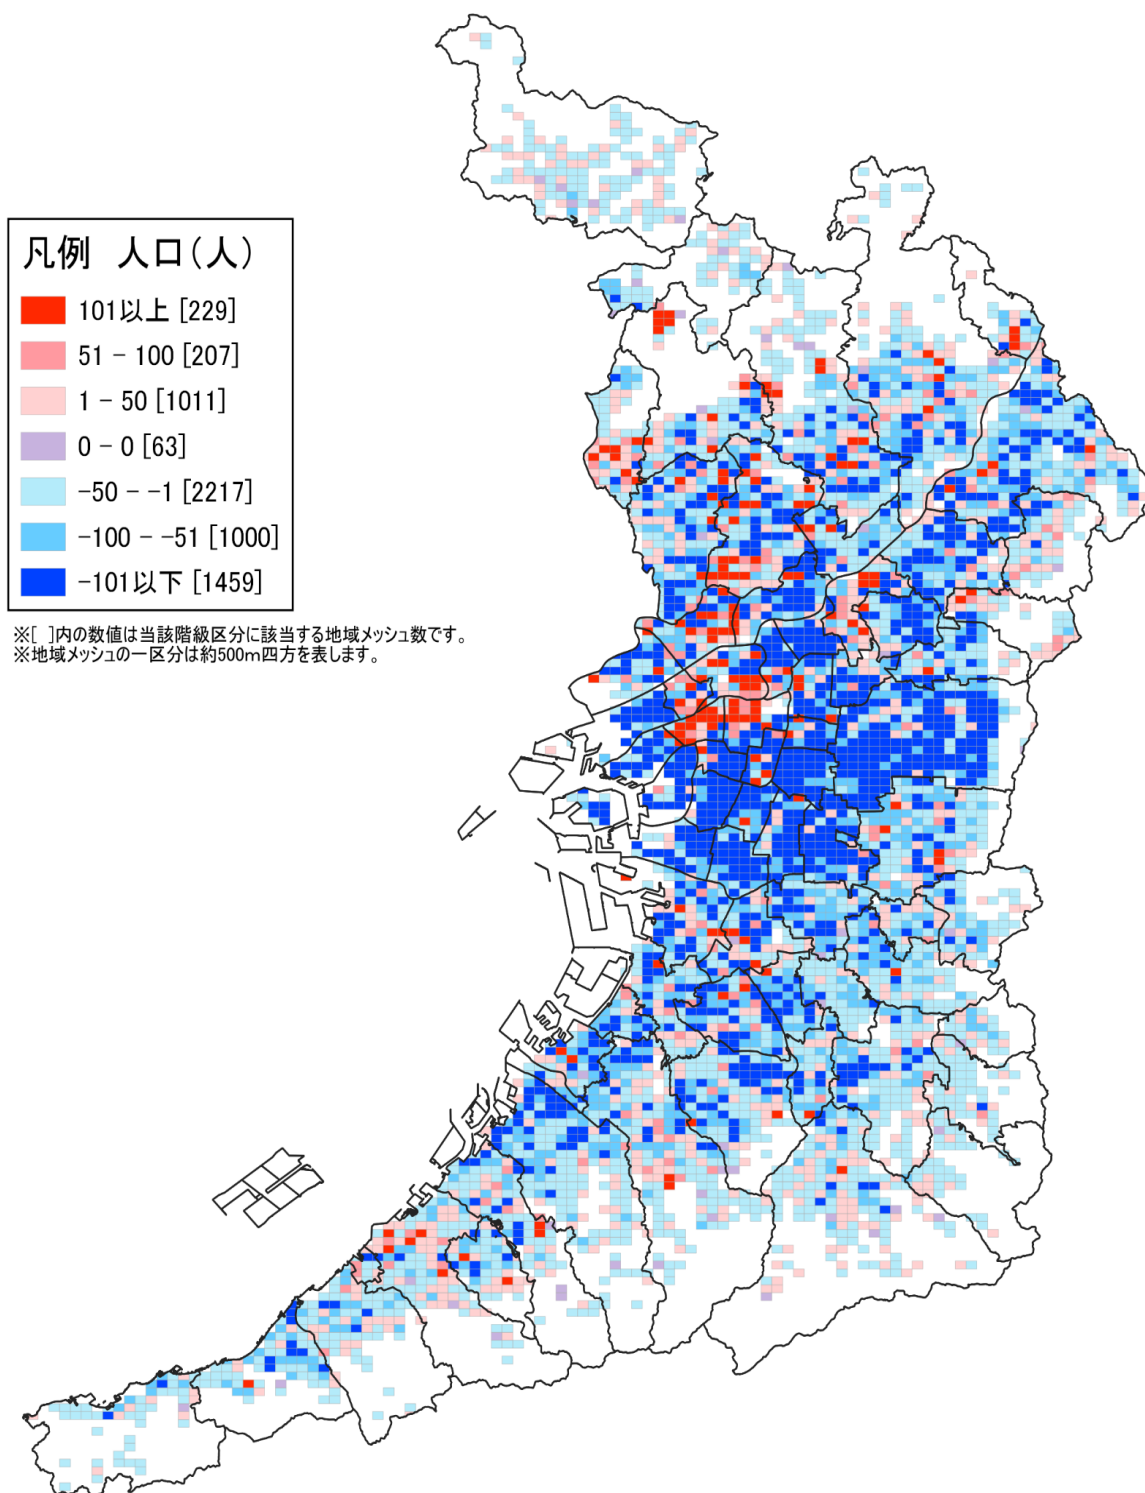 凡例 人口(人)
101以上 [229]
51 - 100 [207]
1 - 50 [1011]
0 - 0 [63]
-50 - -1 [2217]
-100 - -51 [1000]
-101以下 [1459]
※[ ]内の数値は当該階級区分に該当する地域メッシュ数です。
※地域メッシュの一区分は約500m四方を表します。